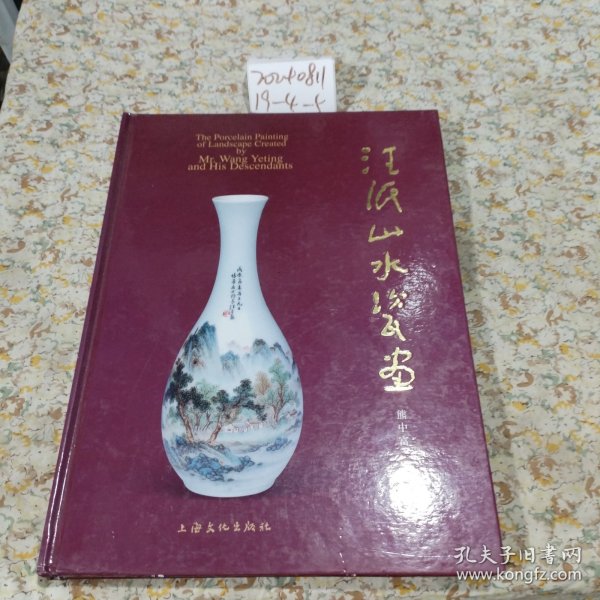 20240811
19-4-5
The Porcelain Painting
of Landscape Created
by
Mr. Wang Yeting
and His Descendants
汪氏山水瓷画
熊中富
上海文化出版社
孔夫子旧书网
www.kongfz.com